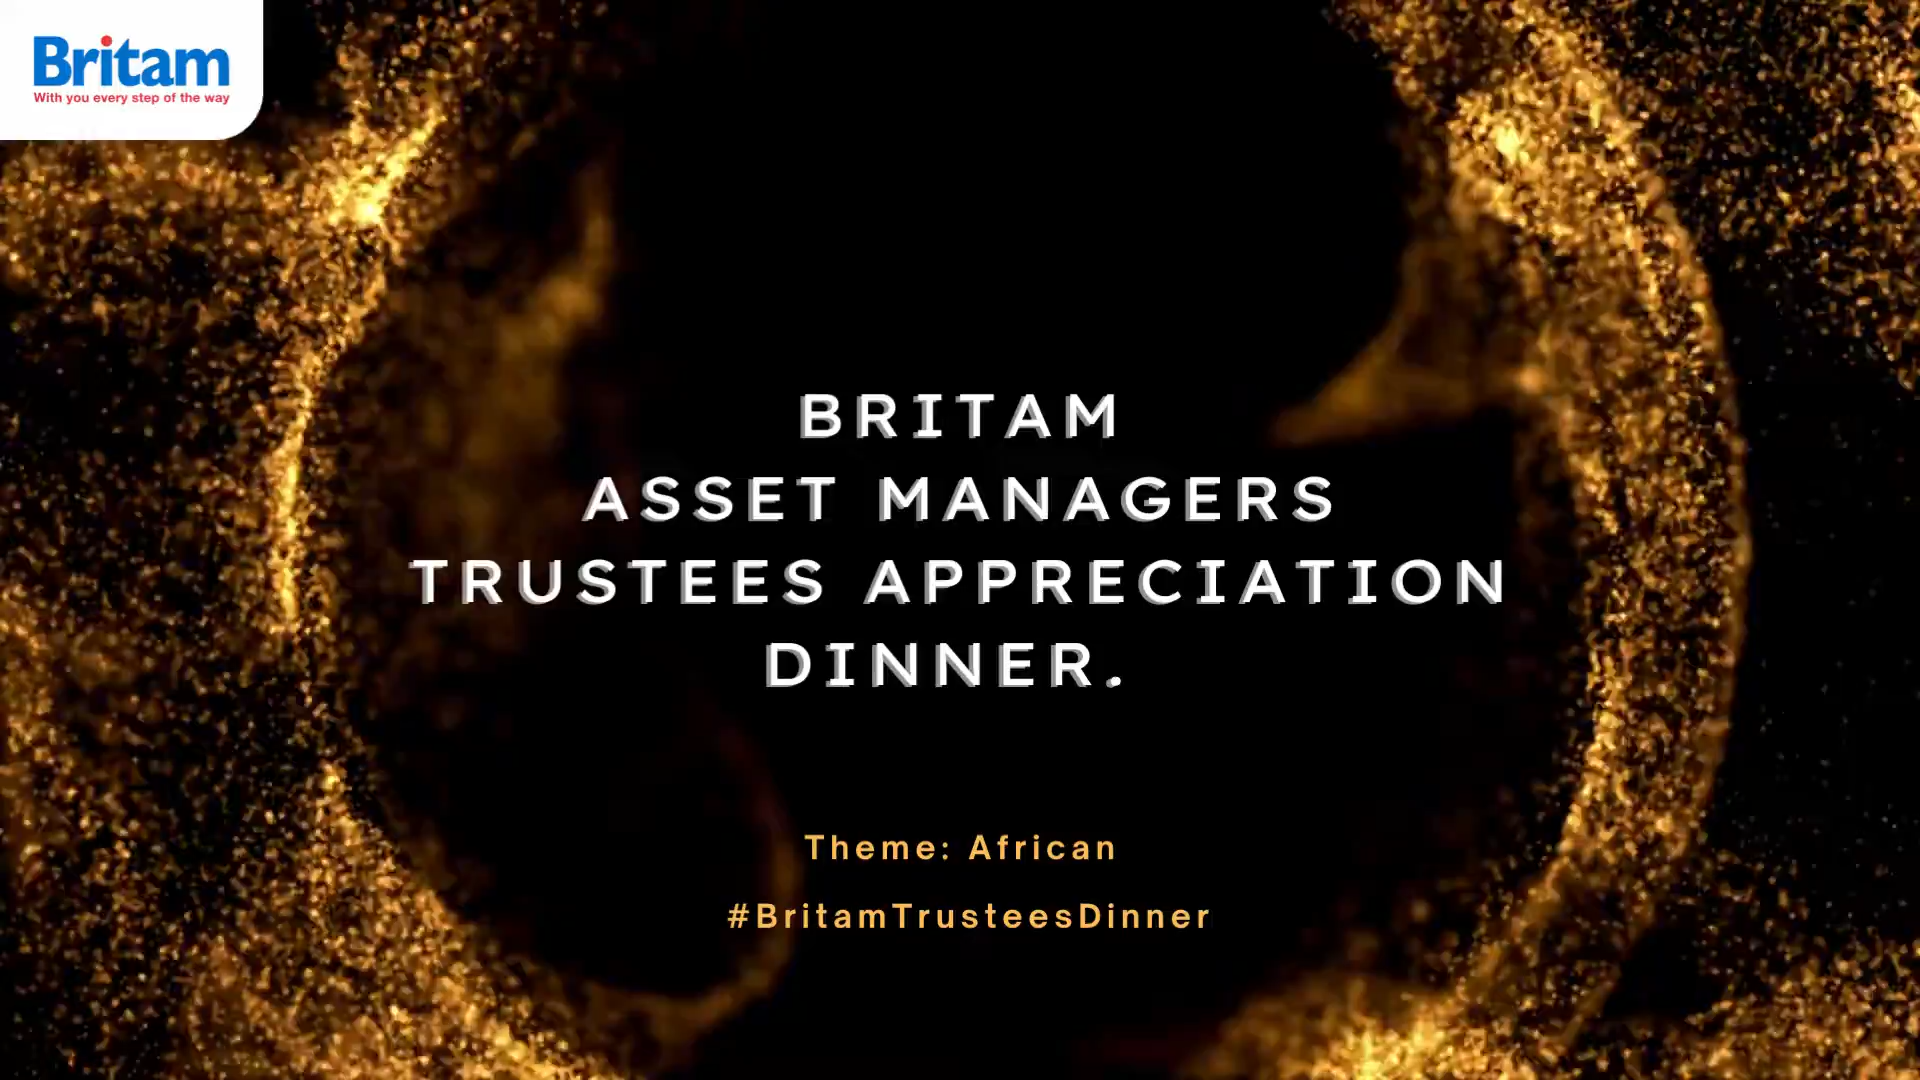 Britam
With you every step of the way
BRITAM
ASSET MANAGERS
TRUSTEES APPRECIATION
DINNER.
Theme: African
#BritamTrusteesDinner